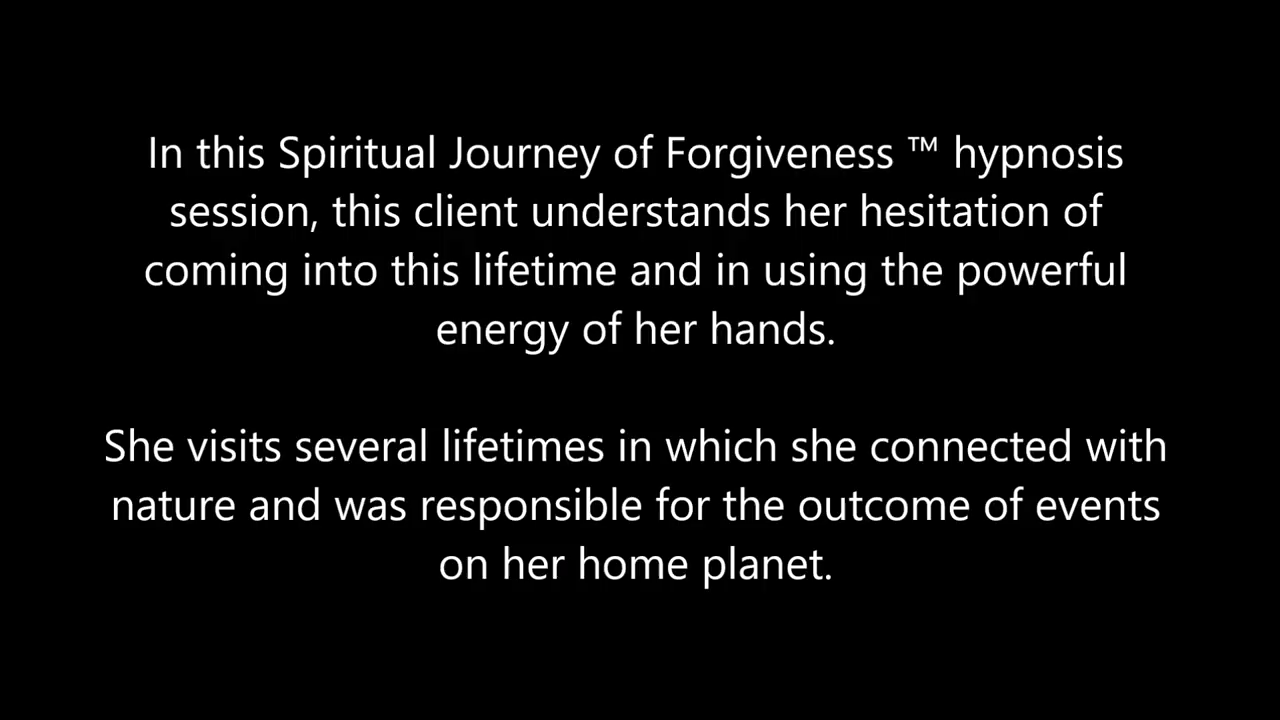 In this Spiritual Journey of Forgiveness ™ hypnosis
session, this client understands her hesitation of
coming into this lifetime and in using the powerful
energy of her hands.
She visits several lifetimes in which she connected with
nature and was responsible for the outcome of events
on her home planet.